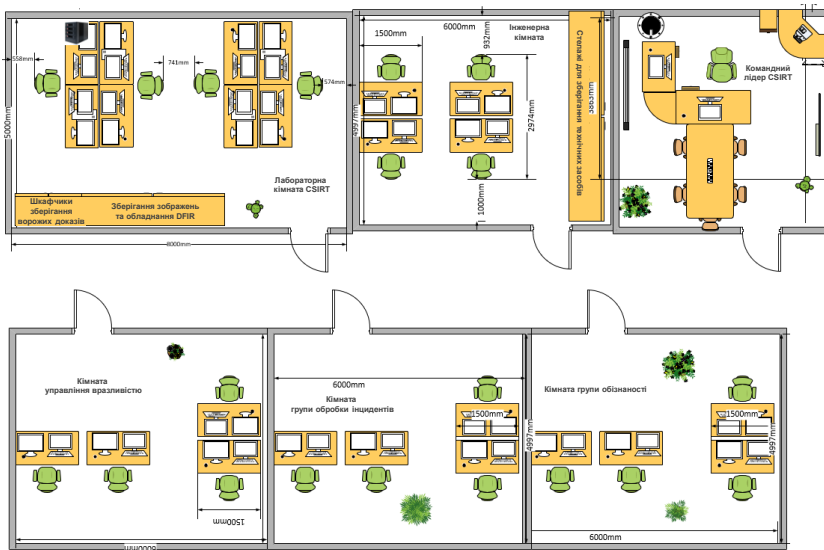 558mm
741mm
574mm
5000mm
Лабораторна
кімната CSIRT
Шкафчики
зберігання
ворожих доказів
Зберігання зображень
та обладнання DFIR
8000mm
1500mm
6000mm
932mm
Інженерна
кімната
4997mm
2974mm
1000mm
Стелажі для зберігання технічних засобів
3863mm
Командний
лідер CSIRT
Кімната
управління вразливістю
1500mm
6000mm
6000mm
Кімната
групи обробки інцидентів
1500mm
4997mm
Кімната групи обізнаності
1500mm
4997mm
6000mm